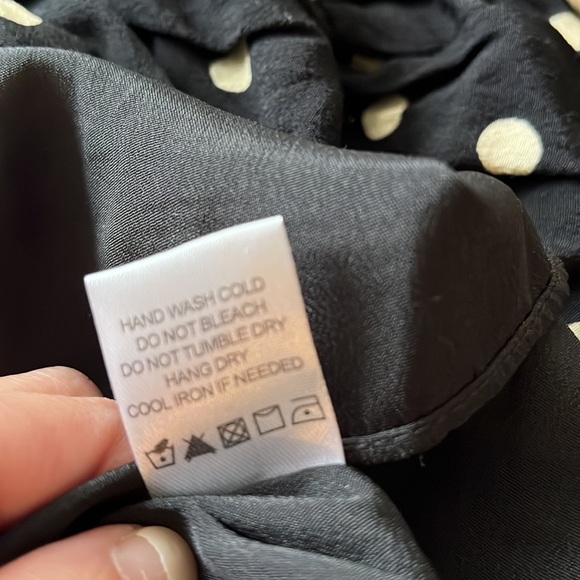 HAND WASH COLD
DO NOT BLEACH
DO NOT TUMBLE DRY
HANG DRY
COOL IRON IF NEEDED